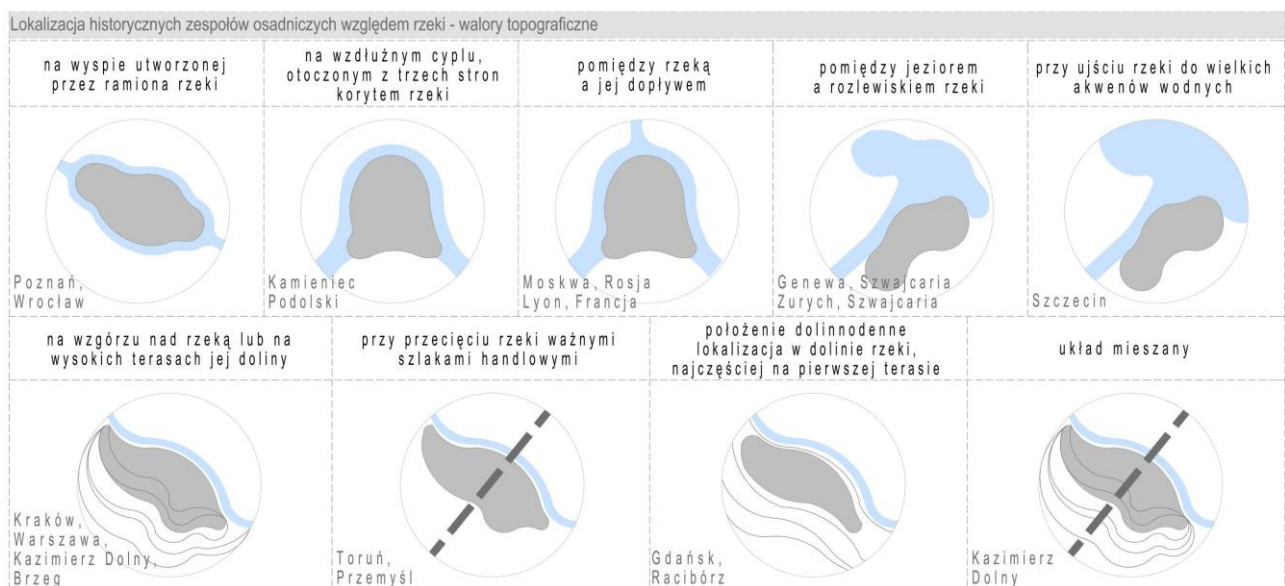 Lokalizacja historycznych zespołów osadniczych względem rzeki - walory topograficzne
na wyspie utworzonej
przez ramiona rzeki
na wzdłużnym cyplu,
otoczonym z trzech stron
korytem rzeki
pomiędzy rzeką
a jej dopływem
pomiędzy jeziorem
a rozlewiskiem rzeki
przy ujściu rzeki do wielkich
akwenów wodnych
Poznań,
Wrocław
Kamieniec
Podolski
Moskwa, Rosja
Lyon, Francja
Genewa, Szwajcaria
Zurych, Szwajcaria
Szczecin
na wzgórzu nad rzeką lub na
wysokich terasach jej doliny
przy przecięciu rzeki ważnymi
szlakami handlowymi
położenie dolinnodenne
lokalizacja w dolinie rzeki,
najczęściej na pierwszej terasie
układ mieszany
Kraków,
Warszawa,
Kazimierz Dolny,
Brzeg
Toruń,
Przemyśl
Gdańsk,
Racibórz
Kazimierz
Dolny